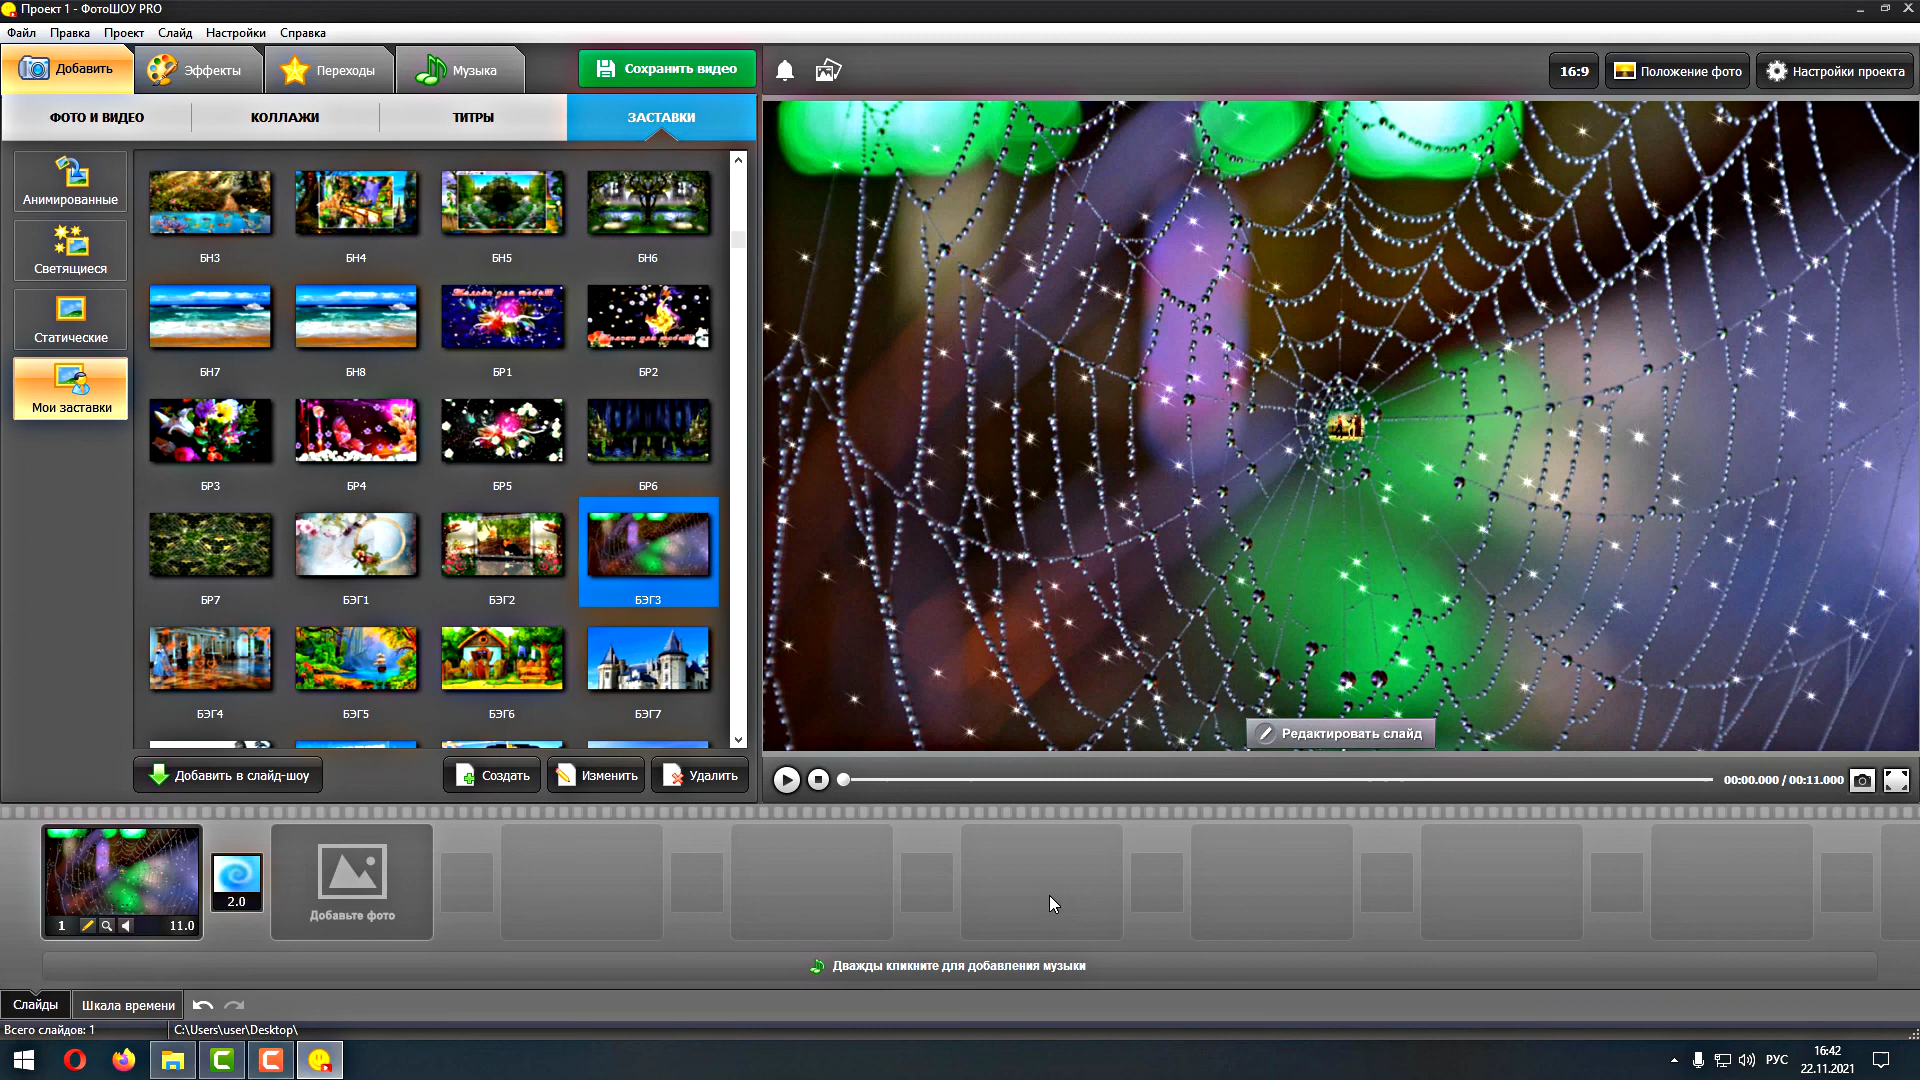 Проект 1 - ФотоШОУ PRO
Файл Правка Проект Слайд Настройки Справка
Добавить Эффекты Переходы Музыка Сохранить видео 16:9 Положение фото Настройки проекта
ФОТО И ВИДЕО КОЛЛАЖИ ТИТРЫ ЗАСТАВКИ
Анимированные
Светящиеся
Статические
Мои заставки
БН3 БН4 БН5 БН6
БН7 БН8 БР1 БР2
БР3 БР4 БР5 БР6
БР7 БЭГ1 БЭГ2 БЭГ3
БЭГ4 БЭГ5 БЭГ6 БЭГ7
Редактировать слайд
Добавить в слайд-шоу Создать Изменить Удалить
00:00.000 / 00:11.000
2.0
1 11.0
Добавьте фото
Дважды кликните для добавления музыки
Слайды Шкала времени
Всего слайдов: 1 C:\Users\user\Desktop\
РУС
16:42
22.11.2021